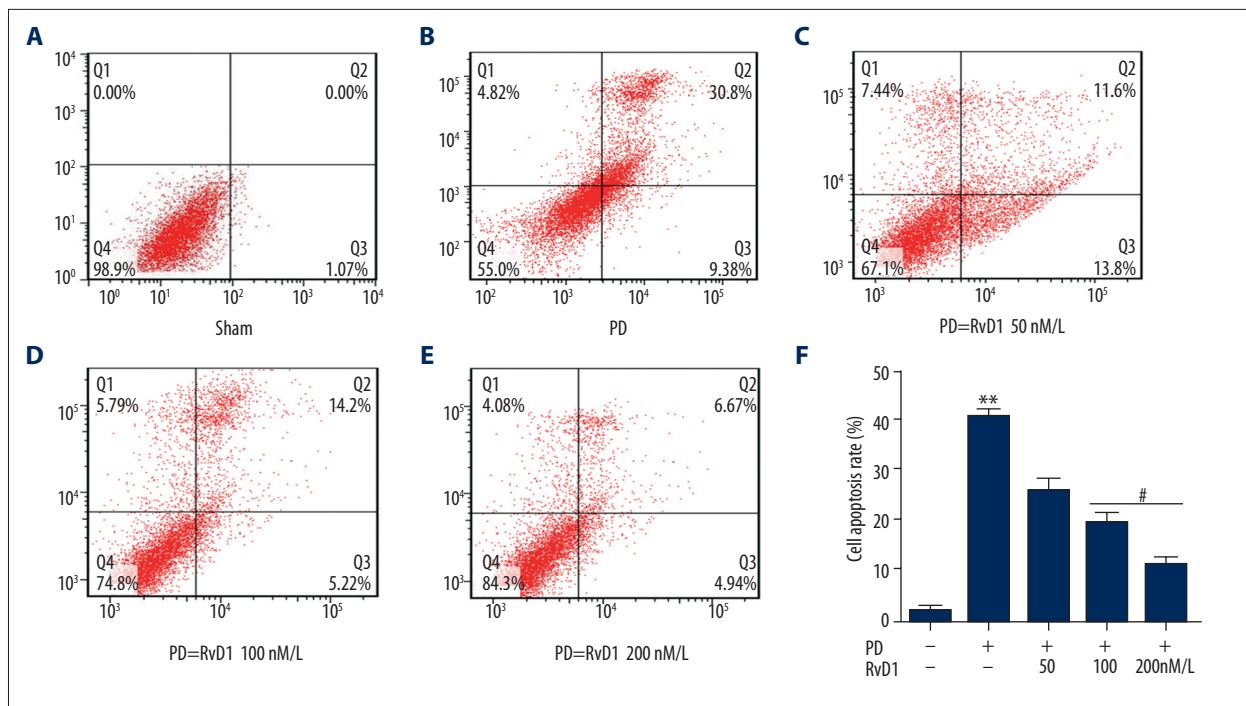 A
10⁴
10³
10²
10¹
10⁰
Q1
0.00%
Q2
0.00%
Q4
98.9%
Q3
1.07%
10⁰ 10¹ 10² 10³ 10⁴
Sham
B
10⁵
10⁴
10³
10²
Q1
4.82%
Q2
30.8%
Q4
55.0%
Q3
9.38%
10² 10³ 10⁴ 10⁵
PD
C
10⁵
10⁴
10³
Q1
7.44%
Q2
11.6%
Q4
67.1%
Q3
13.8%
10³ 10⁴ 10⁵
PD=RvD1 50 nM/L
D
10⁵
10⁴
10³
Q1
5.79%
Q2
14.2%
Q4
74.8%
Q3
5.22%
10³ 10⁴ 10⁵
PD=RvD1 100 nM/L
E
10⁵
10⁴
10³
Q1
4.08%
Q2
6.67%
Q4
84.3%
Q3
4.94%
10³ 10⁴ 10⁵
PD=RvD1 200 nM/L
F
Cell apoptosis rate (%)
50
40
30
20
10
0
**
#
PD – + + + +
RvD1 – – 50 100 200nM/L